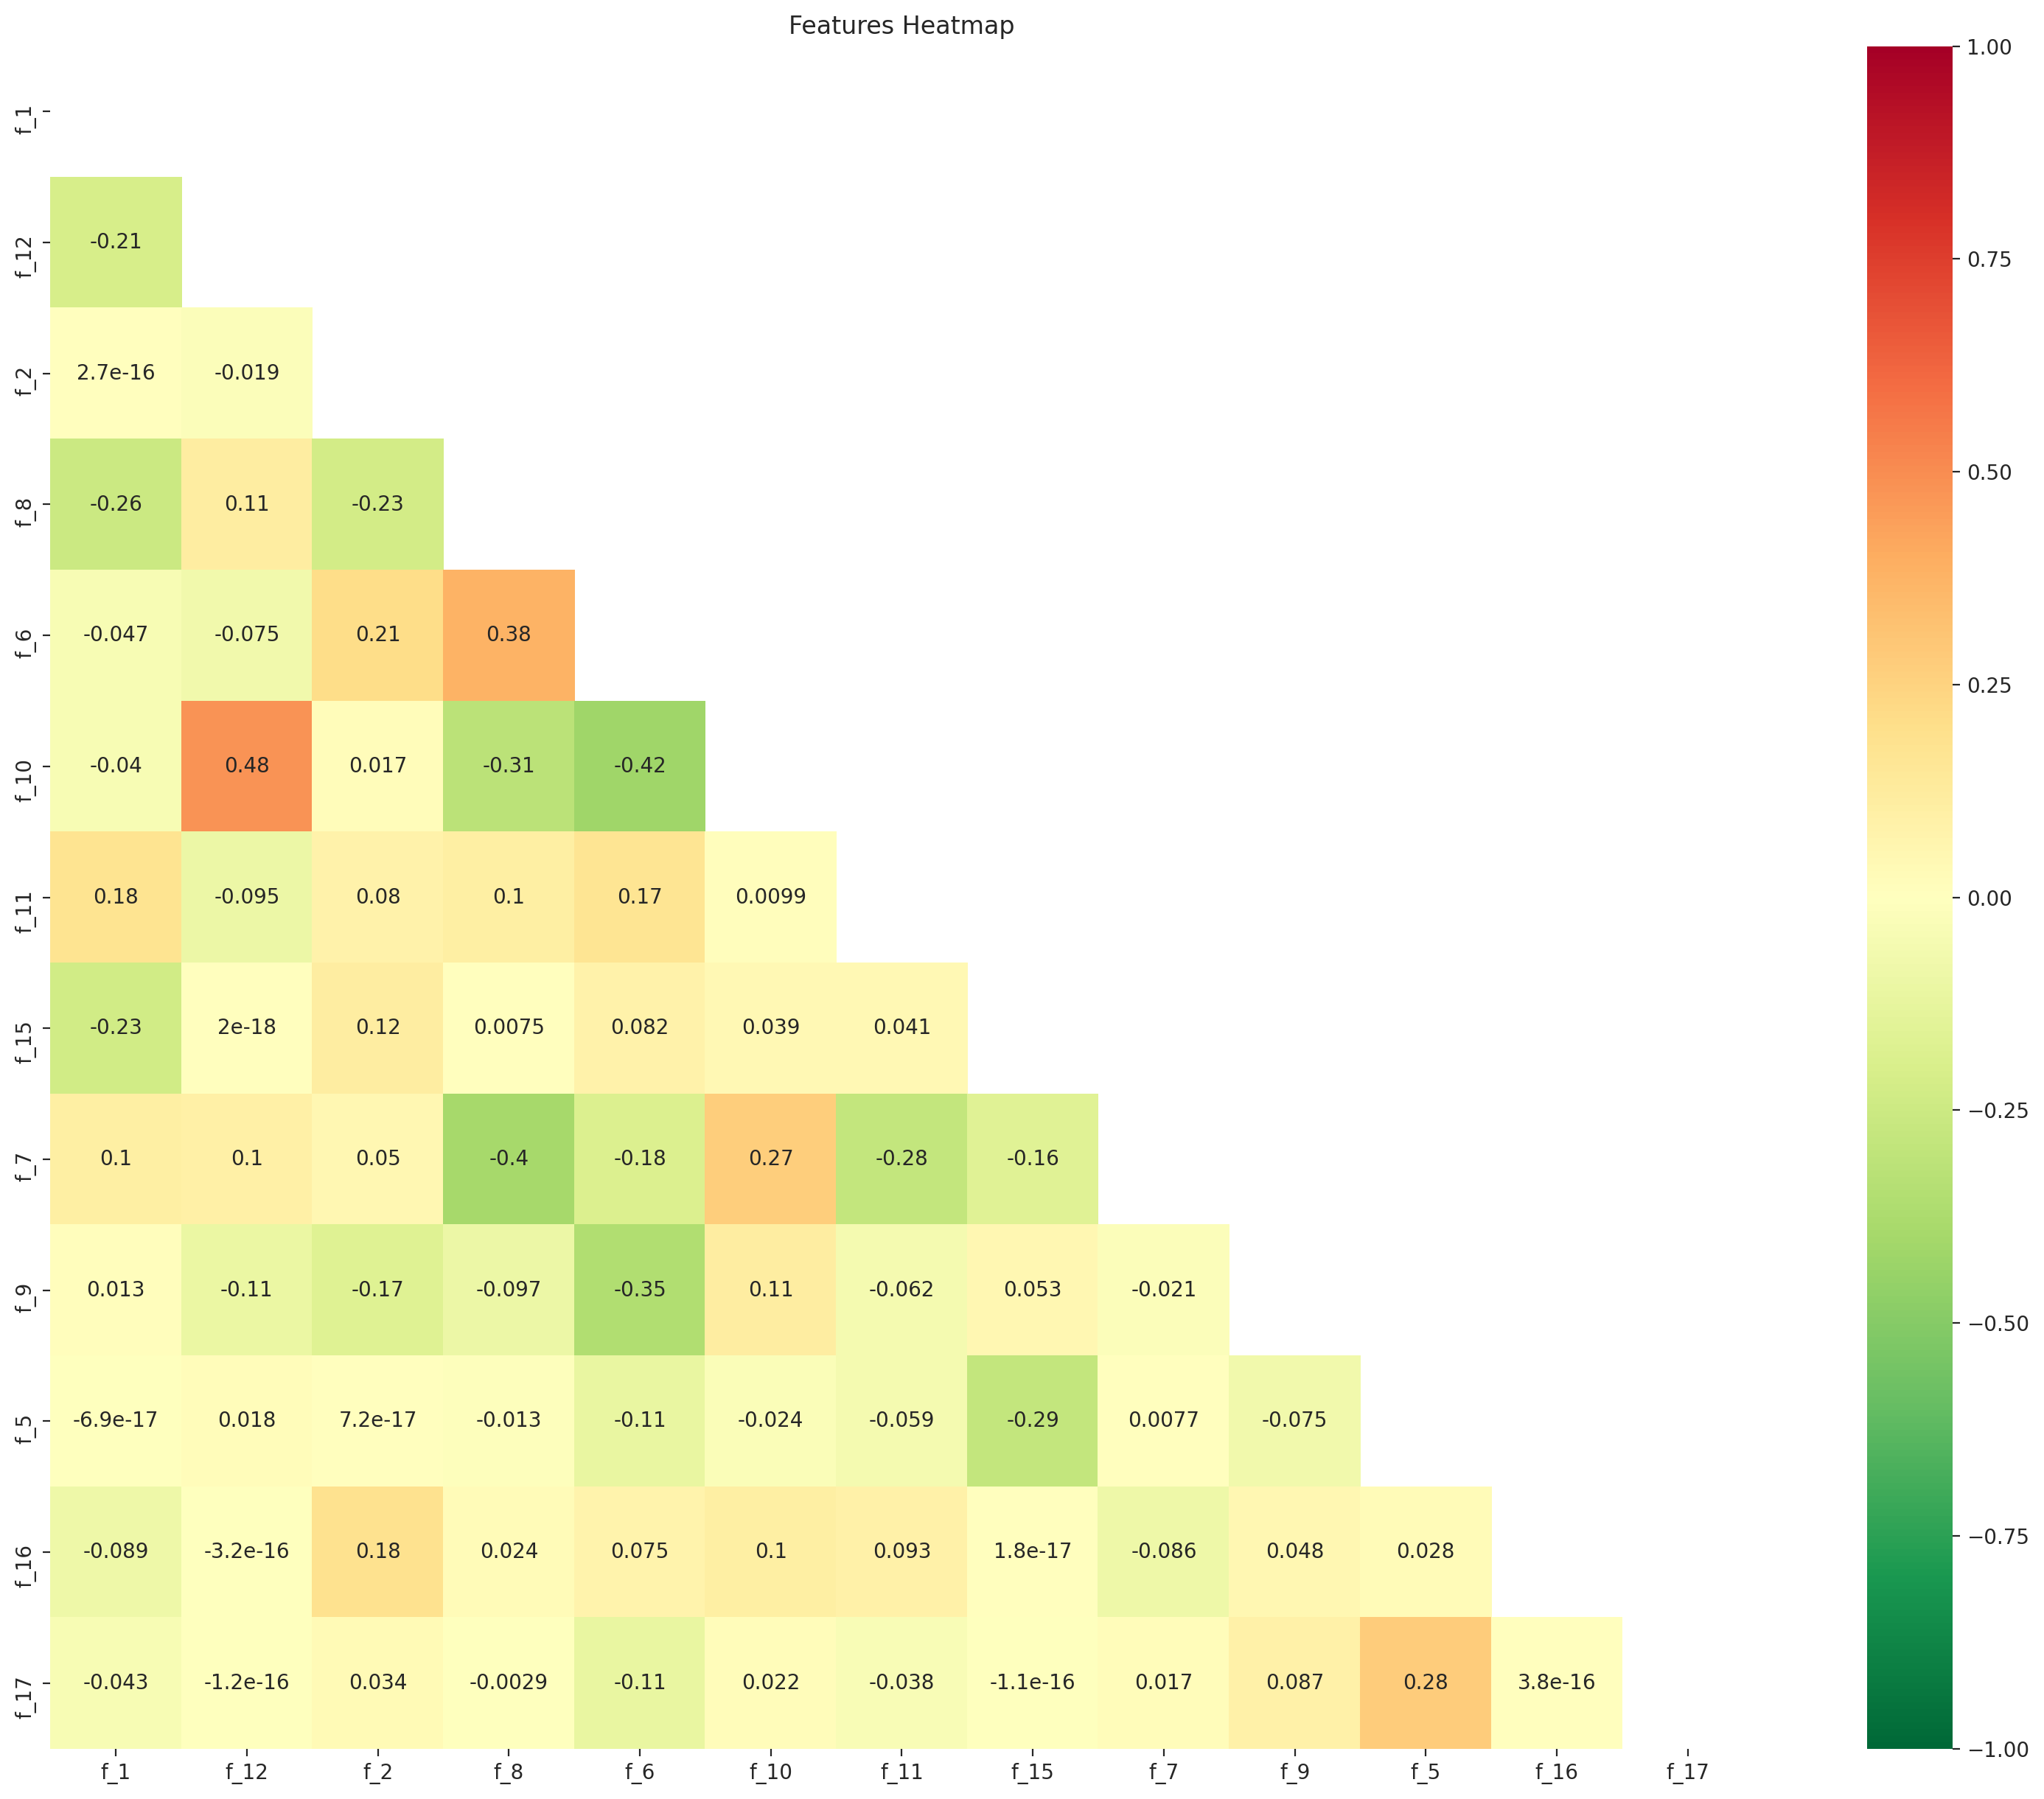 Features Heatmap
f_1
f_12 -0.21
f_2 2.7e-16 -0.019
f_8 -0.26 0.11 -0.23
f_6 -0.047 -0.075 0.21 0.38
f_10 -0.04 0.48 0.017 -0.31 -0.42
f_11 0.18 -0.095 0.08 0.1 0.17 0.0099
f_15 -0.23 2e-18 0.12 0.0075 0.082 0.039 0.041
f_7 0.1 0.1 0.05 -0.4 -0.18 0.27 -0.28 -0.16
f_9 0.013 -0.11 -0.17 -0.097 -0.35 0.11 -0.062 0.053 -0.021
f_5 -6.9e-17 0.018 7.2e-17 -0.013 -0.11 -0.024 -0.059 -0.29 0.0077 -0.075
f_16 -0.089 -3.2e-16 0.18 0.024 0.075 0.1 0.093 1.8e-17 -0.086 0.048 0.028
f_17 -0.043 -1.2e-16 0.034 -0.0029 -0.11 0.022 -0.038 -1.1e-16 0.017 0.087 0.28 3.8e-16
f_1 f_12 f_2 f_8 f_6 f_10 f_11 f_15 f_7 f_9 f_5 f_16 f_17
1.00
0.75
0.50
0.25
0.00
−0.25
−0.50
−0.75
−1.00